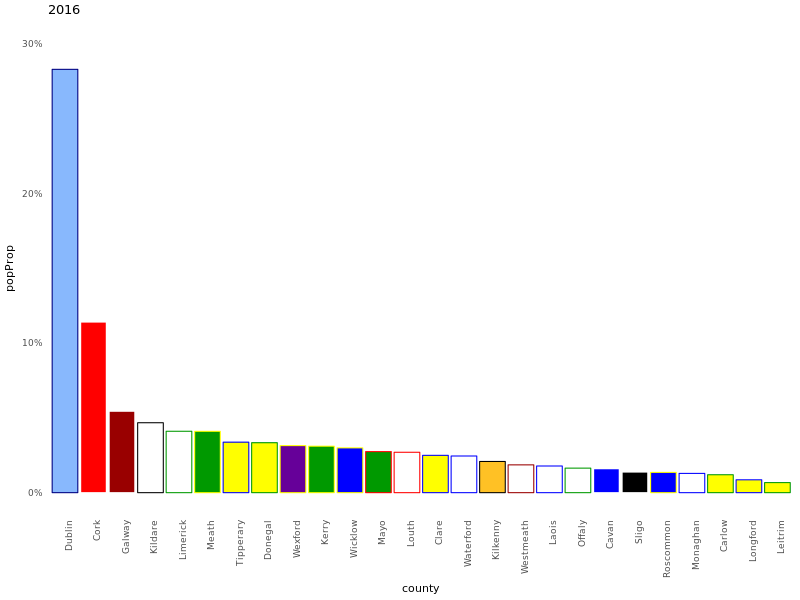 2016
30%
20%
10%
0%
popProp
Dublin
Cork
Galway
Kildare
Limerick
Meath
Tipperary
Donegal
Wexford
Kerry
Wicklow
Mayo
Louth
Clare
Waterford
Kilkenny
Westmeath
Laois
Offaly
Cavan
Sligo
Roscommon
Monaghan
Carlow
Longford
Leitrim
county